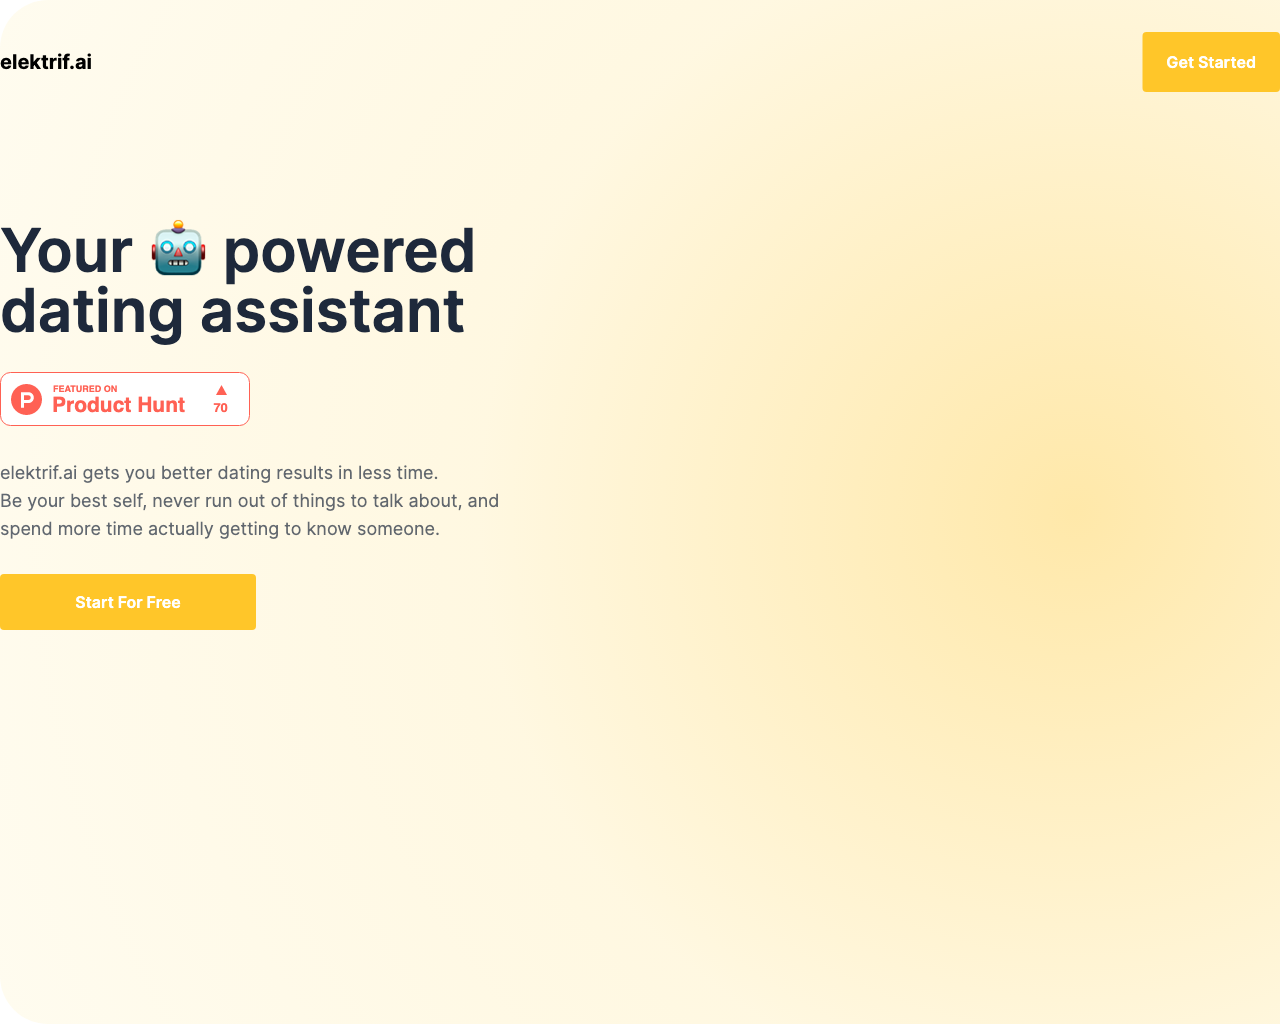 elektrif.ai
Get Started
Your 🤖 powered
dating assistant
FEATURED ON
Product Hunt
70
elektrif.ai gets you better dating results in less time.
Be your best self, never run out of things to talk about, and
spend more time actually getting to know someone.
Start For Free